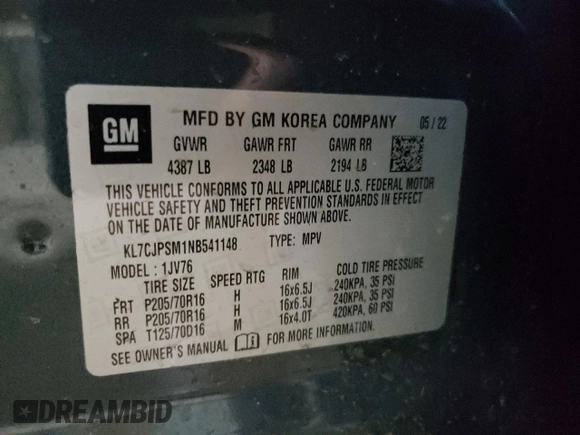 GM
MFD BY GM KOREA COMPANY 05 / 22
GVWR GAWR FRT GAWR RR
4387 LB 2348 LB 2194 LB
THIS VEHICLE CONFORMS TO ALL APPLICABLE U.S. FEDERAL MOTOR
VEHICLE SAFETY AND THEFT PREVENTION STANDARDS IN EFFECT
ON THE DATE OF MANUFACTURE SHOWN ABOVE.
KL7CJPSM1NB541148 TYPE: MPV
MODEL : 1JV76
TIRE SIZE SPEED RTG RIM COLD TIRE PRESSURE
FRT P205/70R16 H 16x6.5J 240KPA, 35 PSI
RR P205/70R16 H 16x6.5J 240KPA, 35 PSI
SPA T125/70D16 M 16x4.0T 420KPA, 60 PSI
SEE OWNER'S MANUAL FOR MORE INFORMATION.
DREAMBID